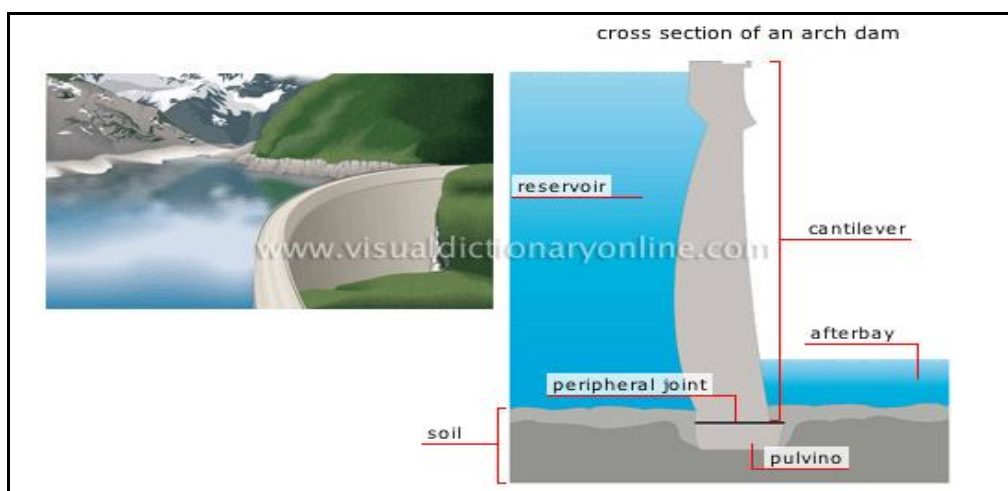 cross section of an arch dam
reservoir
cantilever
www.visualdictionaryonline.com
afterbay
peripheral joint
soil
pulvino